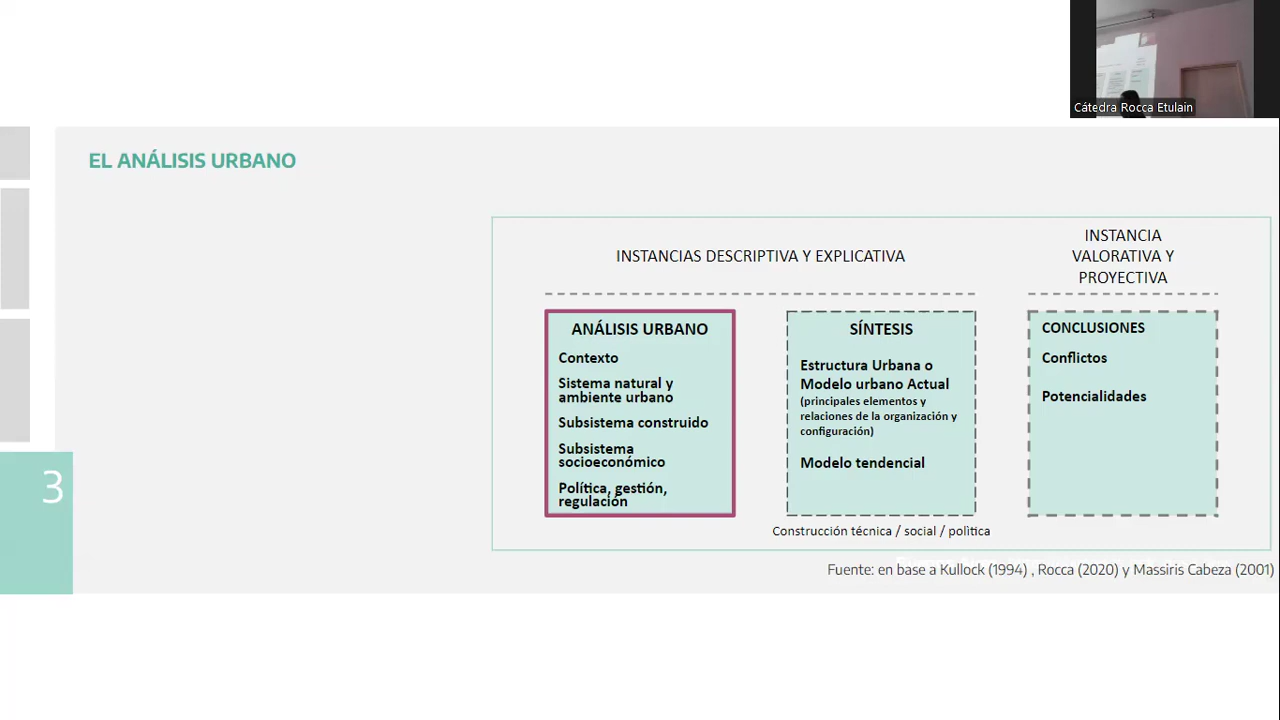 Cátedra Rocca Etulain
EL ANÁLISIS URBANO
INSTANCIAS DESCRIPTIVA Y EXPLICATIVA
INSTANCIA
VALORATIVA Y
PROYECTIVA
ANÁLISIS URBANO
Contexto
Sistema natural y
ambiente urbano
Subsistema construido
Subsistema
socioeconómico
Política, gestión,
regulación
SÍNTESIS
Estructura Urbana o
Modelo urbano Actual
(principales elementos y
relaciones de la organización y
configuración)
Modelo tendencial
CONCLUSIONES
Conflictos
Potencialidades
Construcción técnica / social / polìtica
3
Fuente: en base a Kullock (1994) , Rocca (2020) y Massiris Cabeza (2001)